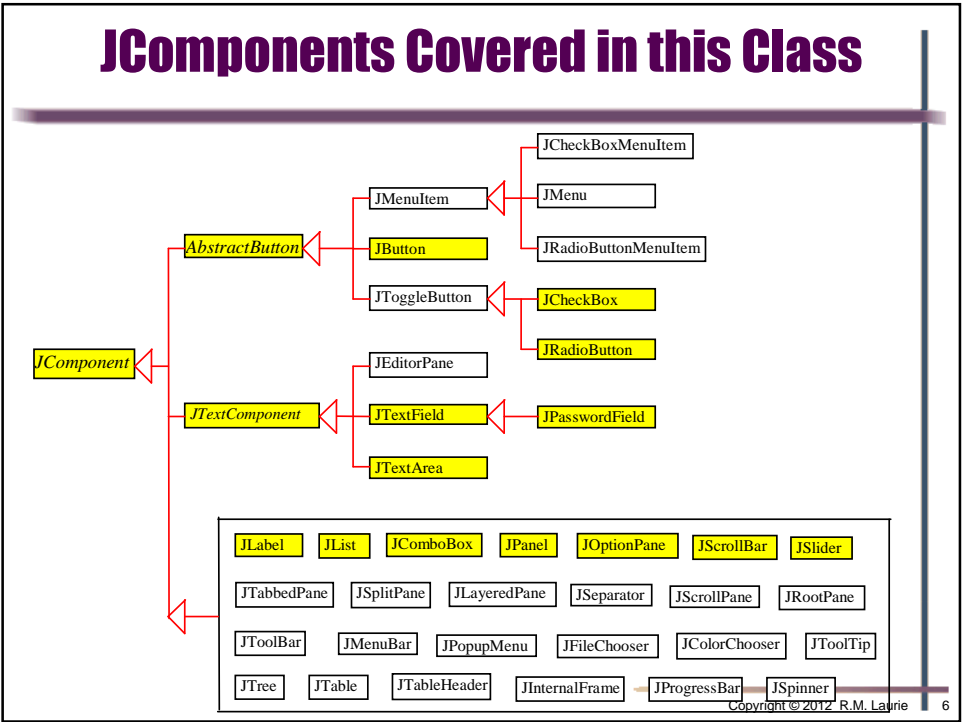 JComponents Covered in this Class
JCheckBoxMenuItem
JMenuItem
JMenu
AbstractButton
JButton
JRadioButtonMenuItem
JToggleButton
JCheckBox
JComponent
JEditorPane
JRadioButton
JTextComponent
JTextField
JPasswordField
JTextArea
JLabel JList JComboBox JPanel JOptionPane JScrollBar JSlider
JTabbedPane JSplitPane JLayeredPane JSeparator JScrollPane JRootPane
JToolBar JMenuBar JPopupMenu JFileChooser JColorChooser JToolTip
JTree JTable JTableHeader JInternalFrame JProgressBar JSpinner
Copyright © 2012 R.M. Laurie 6